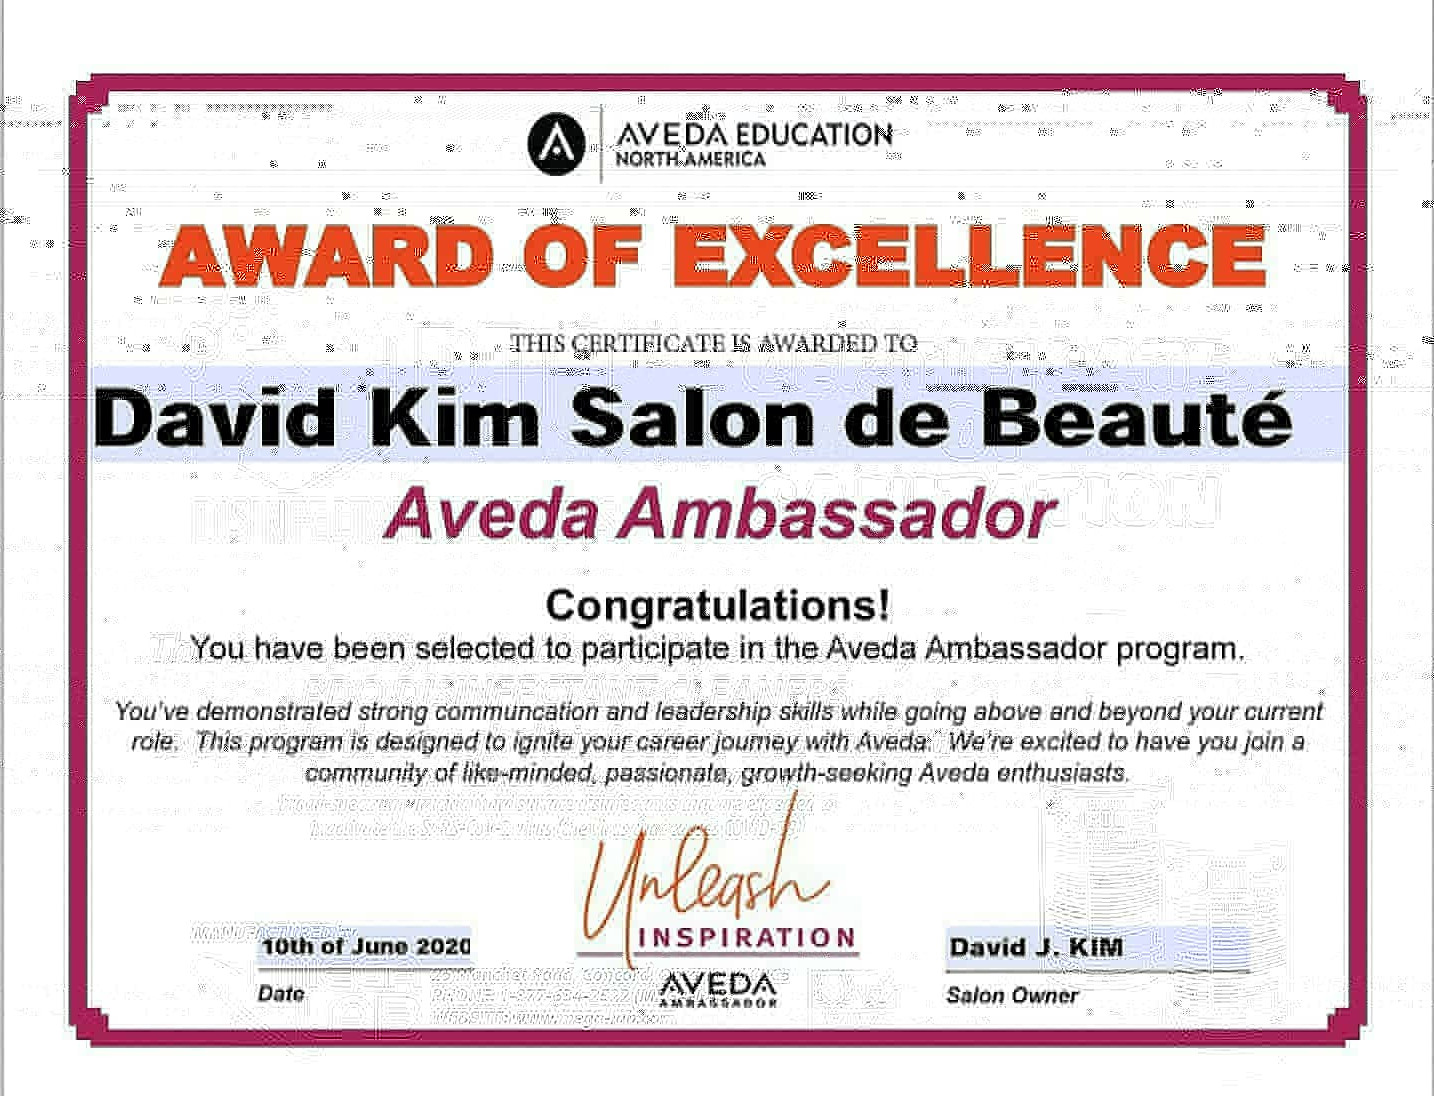 AVEDA EDUCATION
NORTH AMERICA
AWARD OF EXCELLENCE
THIS CERTIFICATE IS AWARDED TO
David Kim Salon de Beauté
Aveda Ambassador
Congratulations!
You have been selected to participate in the Aveda Ambassador program.
You've demonstrated strong communcation and leadership skills while going above and beyond your current
role. This program is designed to ignite your career journey with Aveda. We're excited to have you join a
community of like-minded, passionate, growth-seeking Aveda enthusiasts.
Unleash
INSPIRATION
AVEDA
AMBASSADOR
10th of June 2020
Date
David J. KIM
Salon Owner